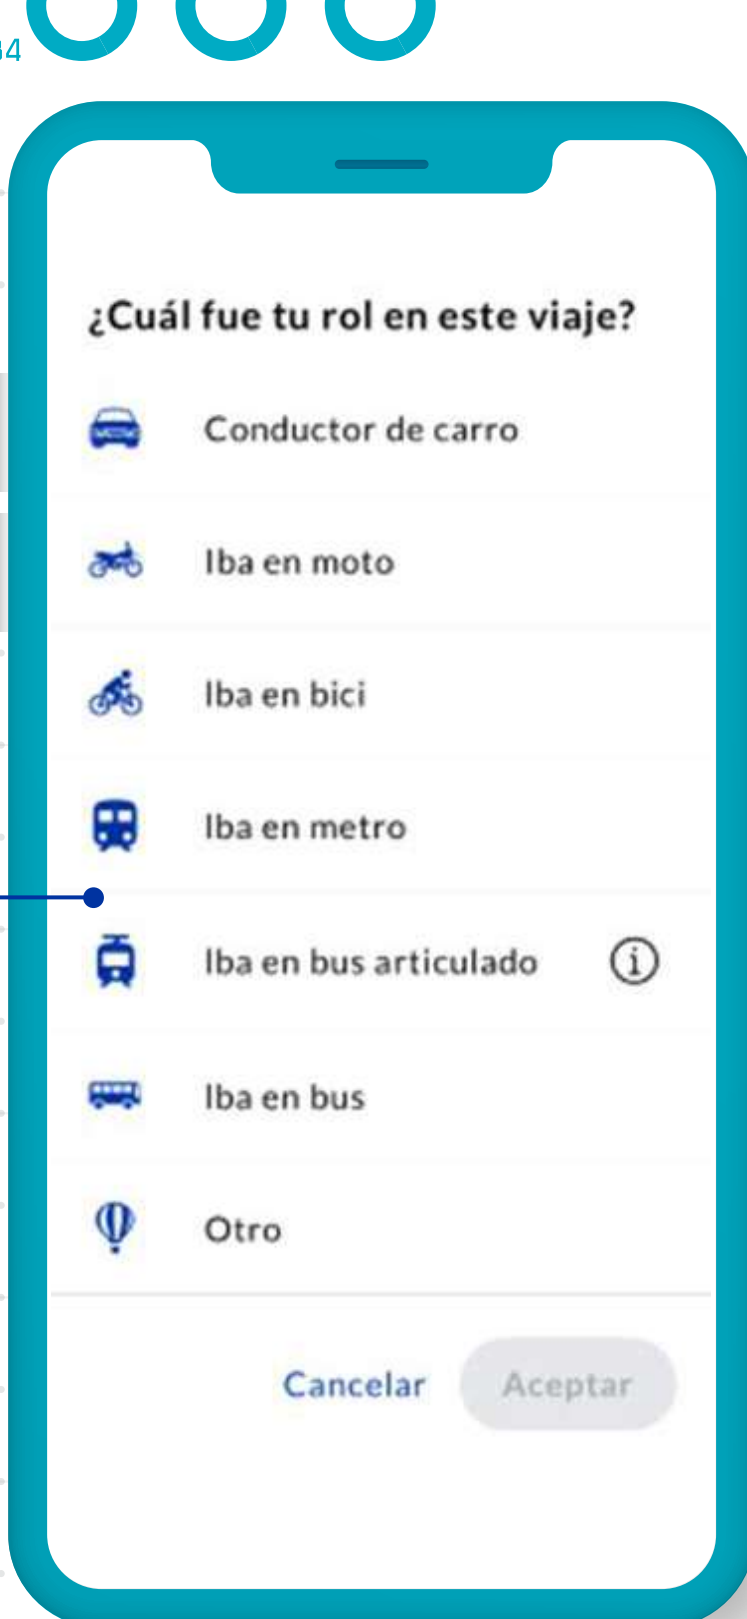 ¿Cuál fue tu rol en este viaje?
Conductor de carro
Iba en moto
Iba en bici
Iba en metro
Iba en bus articulado
i
Iba en bus
Otro
Cancelar
Aceptar